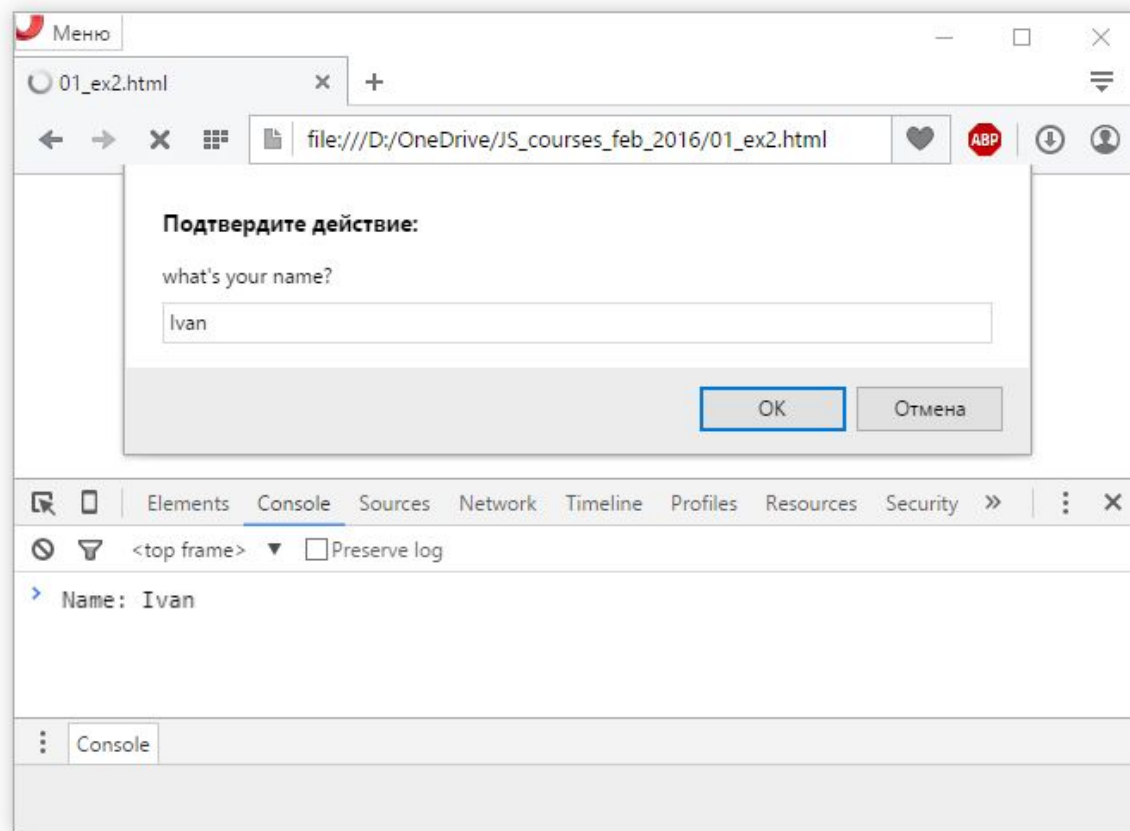 Меню
01_ex2.html
file:///D:/OneDrive/JS_courses_feb_2016/01_ex2.html
ABP
Подтвердите действие:
what's your name?
Ivan
OK Отмена
Elements Console Sources Network Timeline Profiles Resources Security »
<top frame> ▼ Preserve log
> Name: Ivan
Console